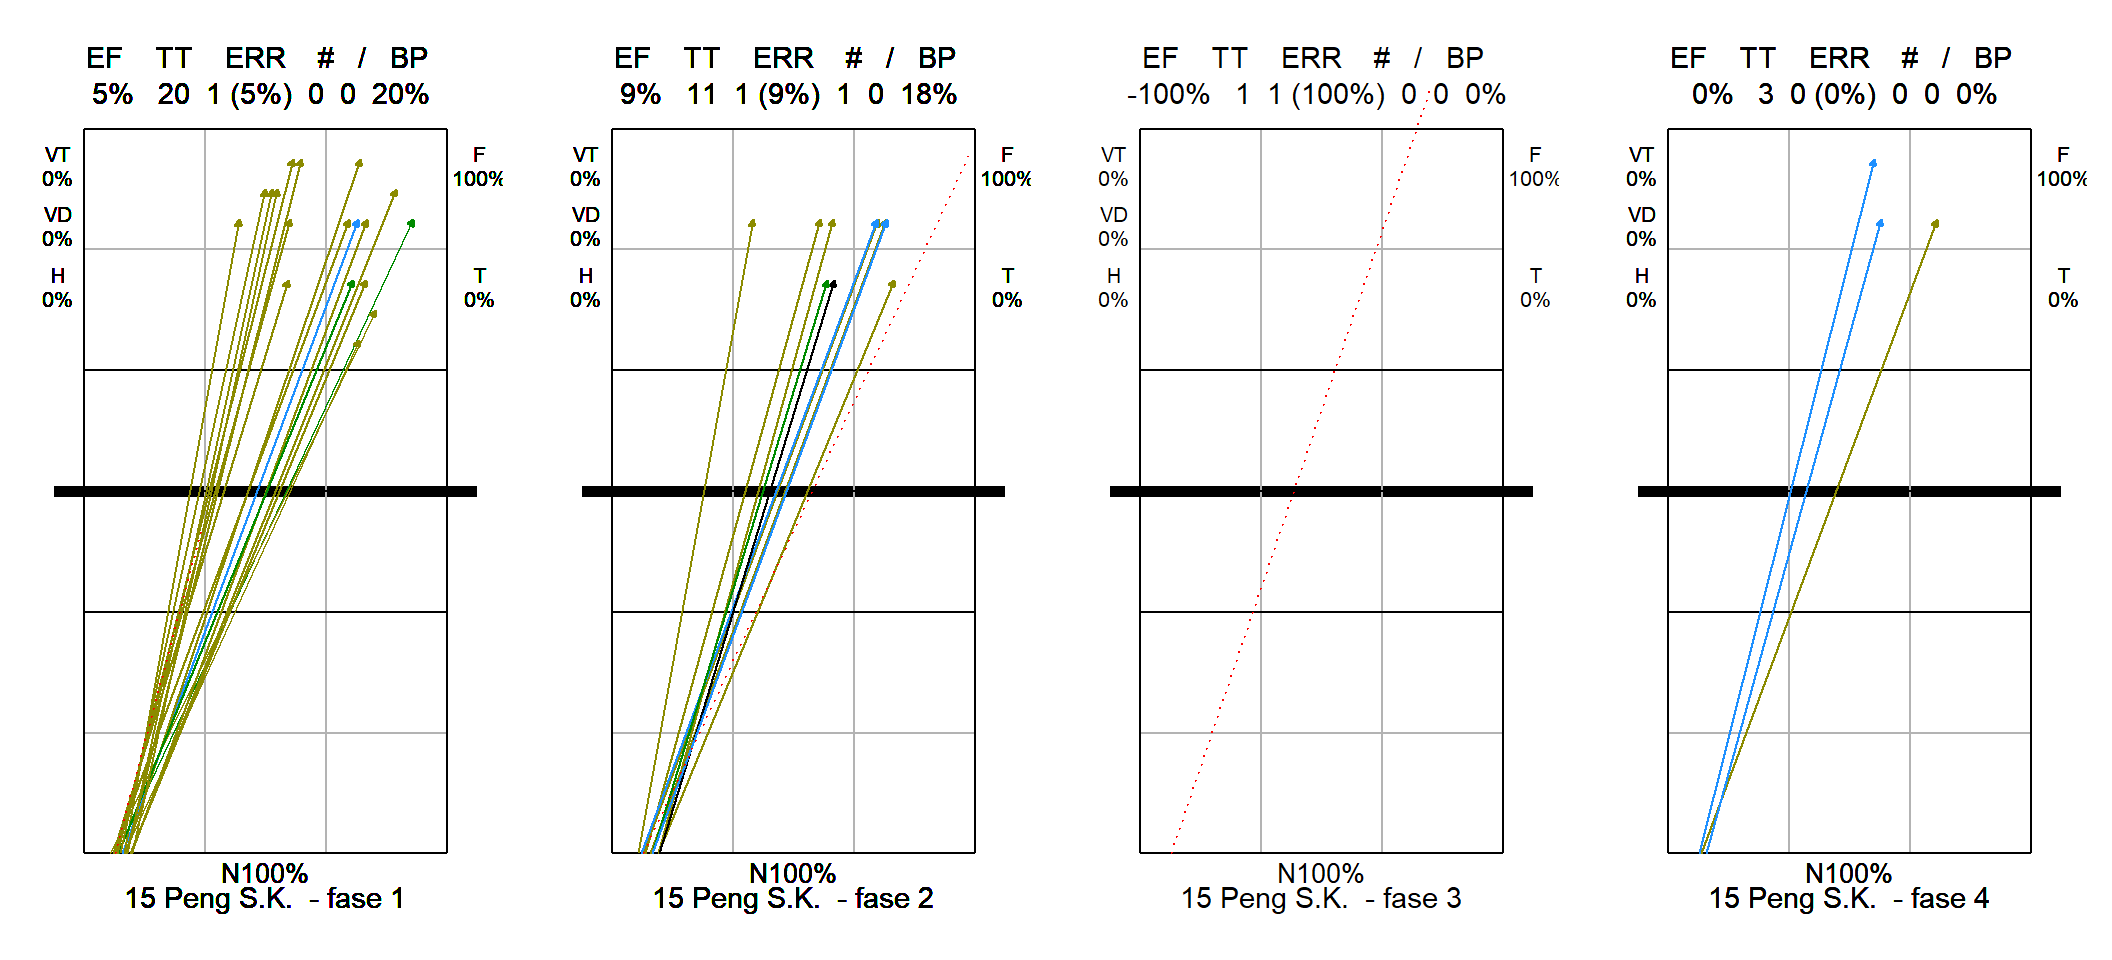 EF TT ERR # / BP
5% 20 1 (5%) 0 0 20%
VT
0%
VD
0%
H
0%
F
100%
T
0%
N100%
15 Peng S.K. - fase 1
EF TT ERR # / BP
9% 11 1 (9%) 1 0 18%
VT
0%
VD
0%
H
0%
F
100%
T
0%
N100%
15 Peng S.K. - fase 2
EF TT ERR # / BP
-100% 1 1 (100%) 0 0 0%
VT
0%
VD
0%
H
0%
F
100%
T
0%
N100%
15 Peng S.K. - fase 3
EF TT ERR # / BP
0% 3 0 (0%) 0 0 0%
VT
0%
VD
0%
H
0%
F
100%
T
0%
N100%
15 Peng S.K. - fase 4